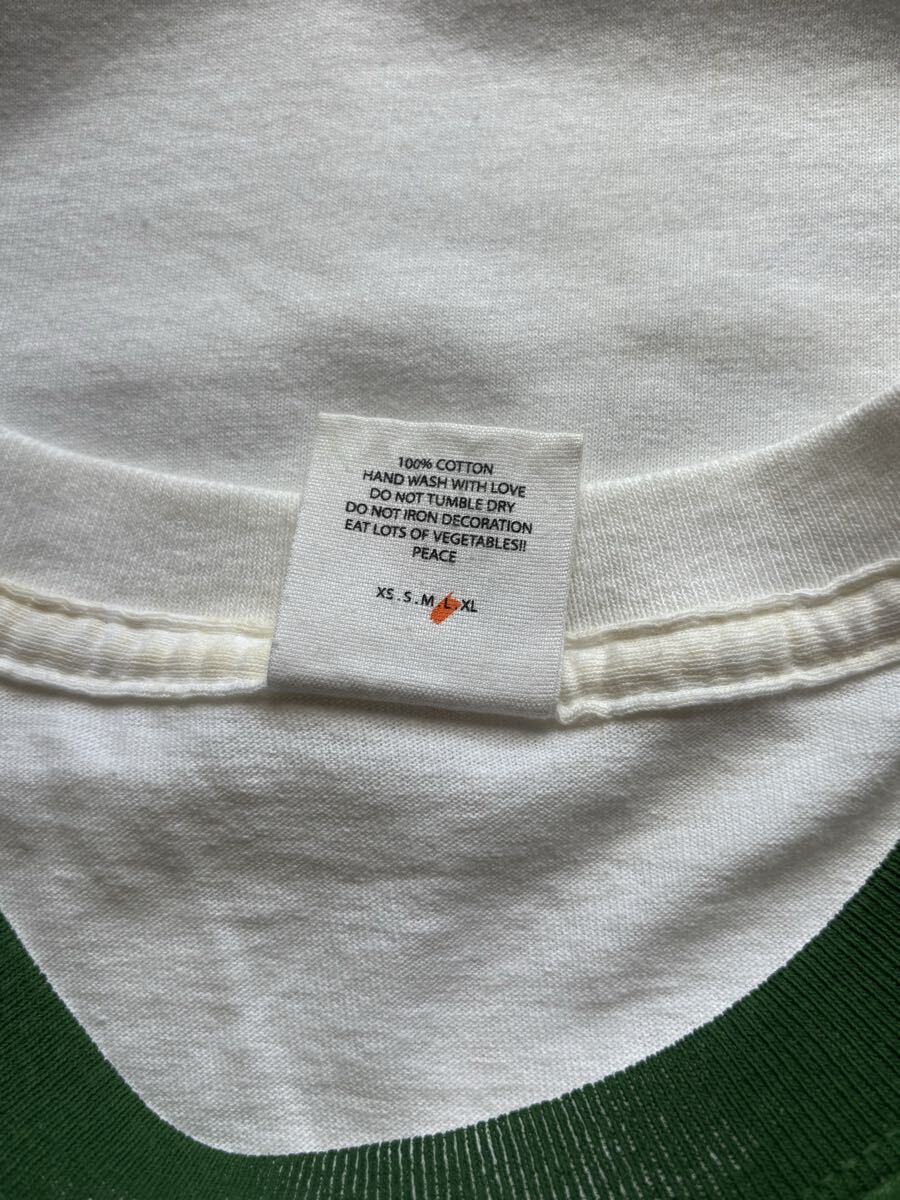 100% COTTON
HAND WASH WITH LOVE
DO NOT TUMBLE DRY
DO NOT IRON DECORATION
EAT LOTS OF VEGETABLES!!
PEACE
XS . S . M . L . XL